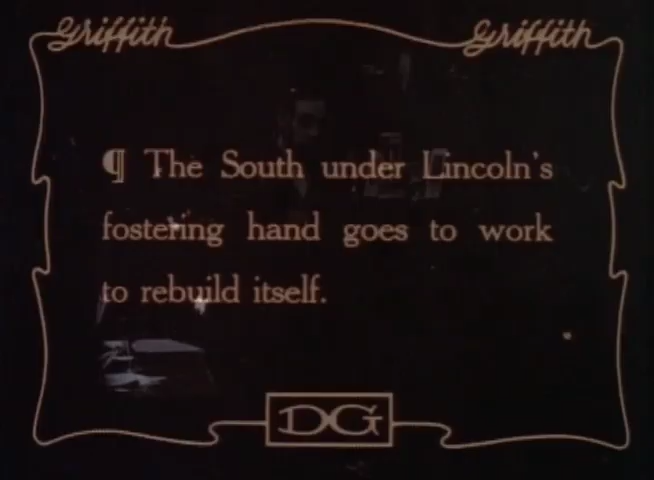 Griffith Griffith
¶ The South under Lincoln's
fostering hand goes to work
to rebuild itself.
DG